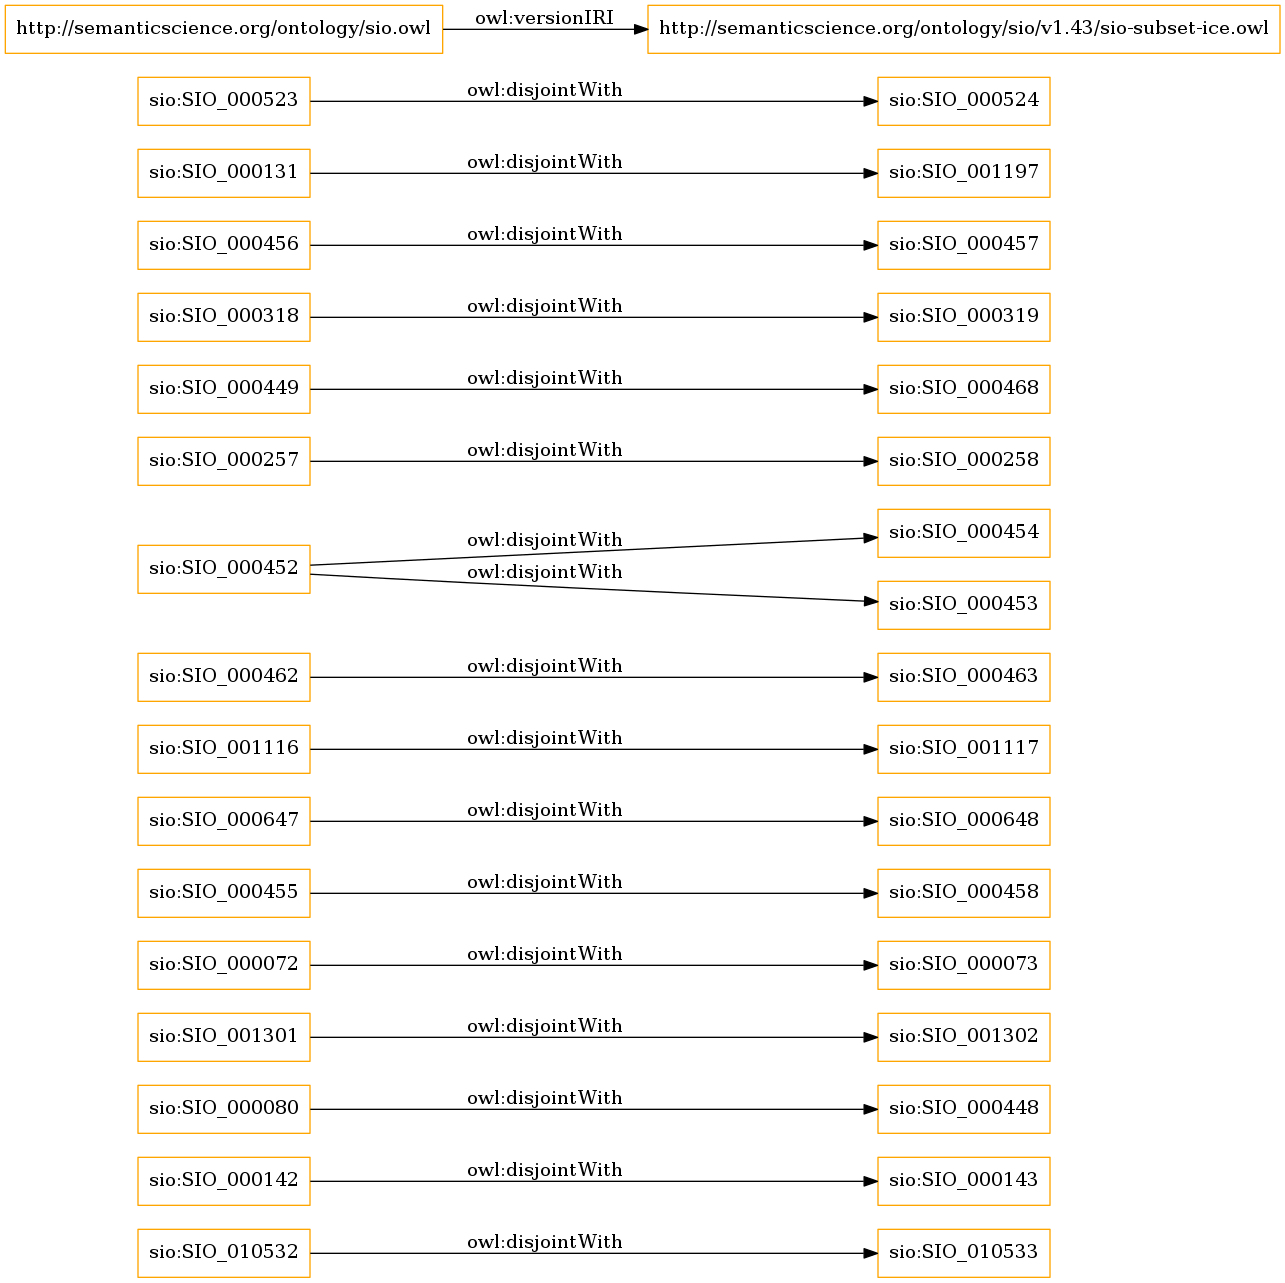 http://semanticscience.org/ontology/sio.owl owl:versionIRI http://semanticscience.org/ontology/sio/v1.43/sio-subset-ice.owl
sio:SIO_000523 owl:disjointWith sio:SIO_000524
sio:SIO_000131 owl:disjointWith sio:SIO_001197
sio:SIO_000456 owl:disjointWith sio:SIO_000457
sio:SIO_000318 owl:disjointWith sio:SIO_000319
sio:SIO_000449 owl:disjointWith sio:SIO_000468
sio:SIO_000257 owl:disjointWith sio:SIO_000258
owl:disjointWith sio:SIO_000454
sio:SIO_000452
owl:disjointWith sio:SIO_000453
sio:SIO_000462 owl:disjointWith sio:SIO_000463
sio:SIO_001116 owl:disjointWith sio:SIO_001117
sio:SIO_000647 owl:disjointWith sio:SIO_000648
sio:SIO_000455 owl:disjointWith sio:SIO_000458
sio:SIO_000072 owl:disjointWith sio:SIO_000073
sio:SIO_001301 owl:disjointWith sio:SIO_001302
sio:SIO_000080 owl:disjointWith sio:SIO_000448
sio:SIO_000142 owl:disjointWith sio:SIO_000143
sio:SIO_010532 owl:disjointWith sio:SIO_010533